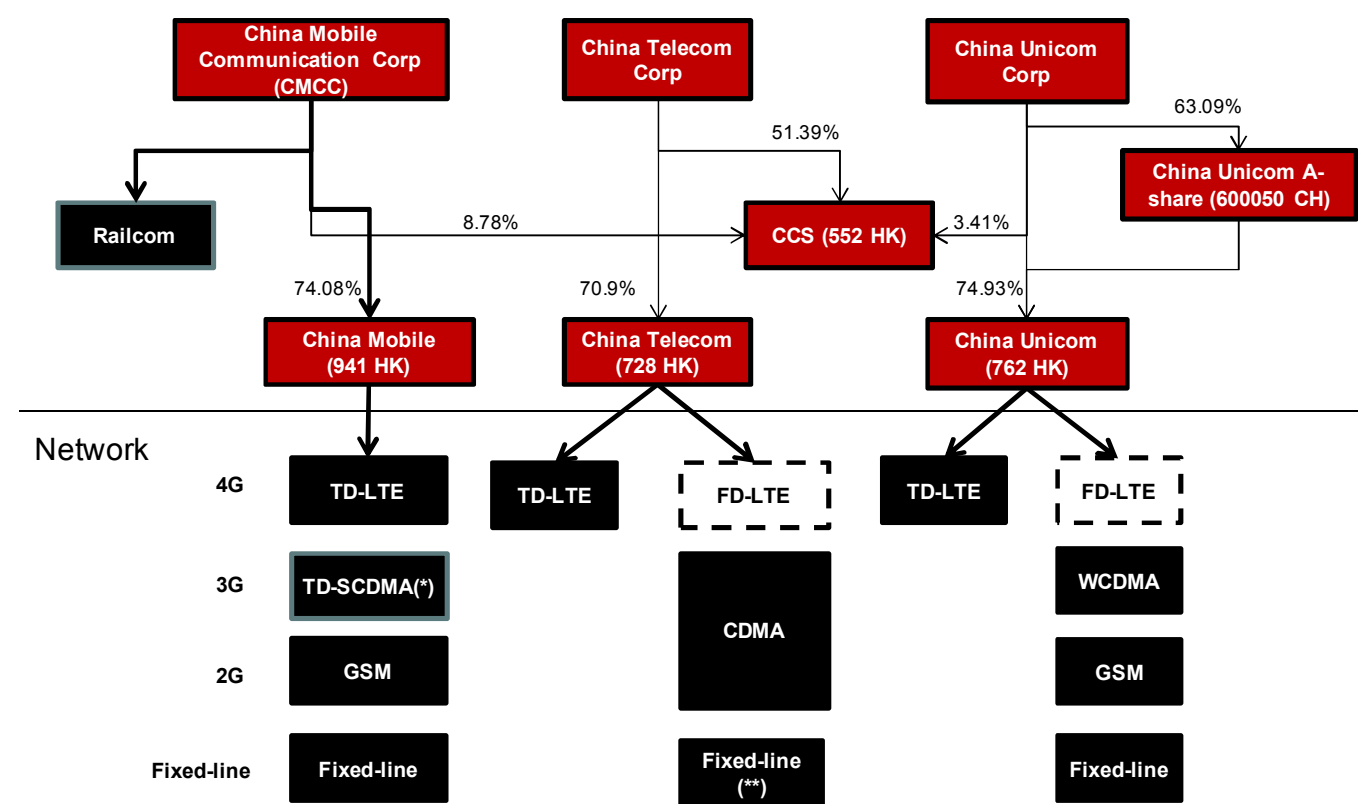 China Mobile
Communication Corp
(CMCC)
China Telecom
Corp
China Unicom
Corp
63.09%
51.39%
China Unicom A-
share (600050 CH)
Railcom
8.78%
CCS (552 HK)
3.41%
74.08%
70.9%
74.93%
China Mobile
(941 HK)
China Telecom
(728 HK)
China Unicom
(762 HK)
Network
4G
TD-LTE
TD-LTE
FD-LTE
TD-LTE
FD-LTE
3G
TD-SCDMA(*)
WCDMA
CDMA
2G
GSM
GSM
Fixed-line
Fixed-line
Fixed-line
(**)
Fixed-line